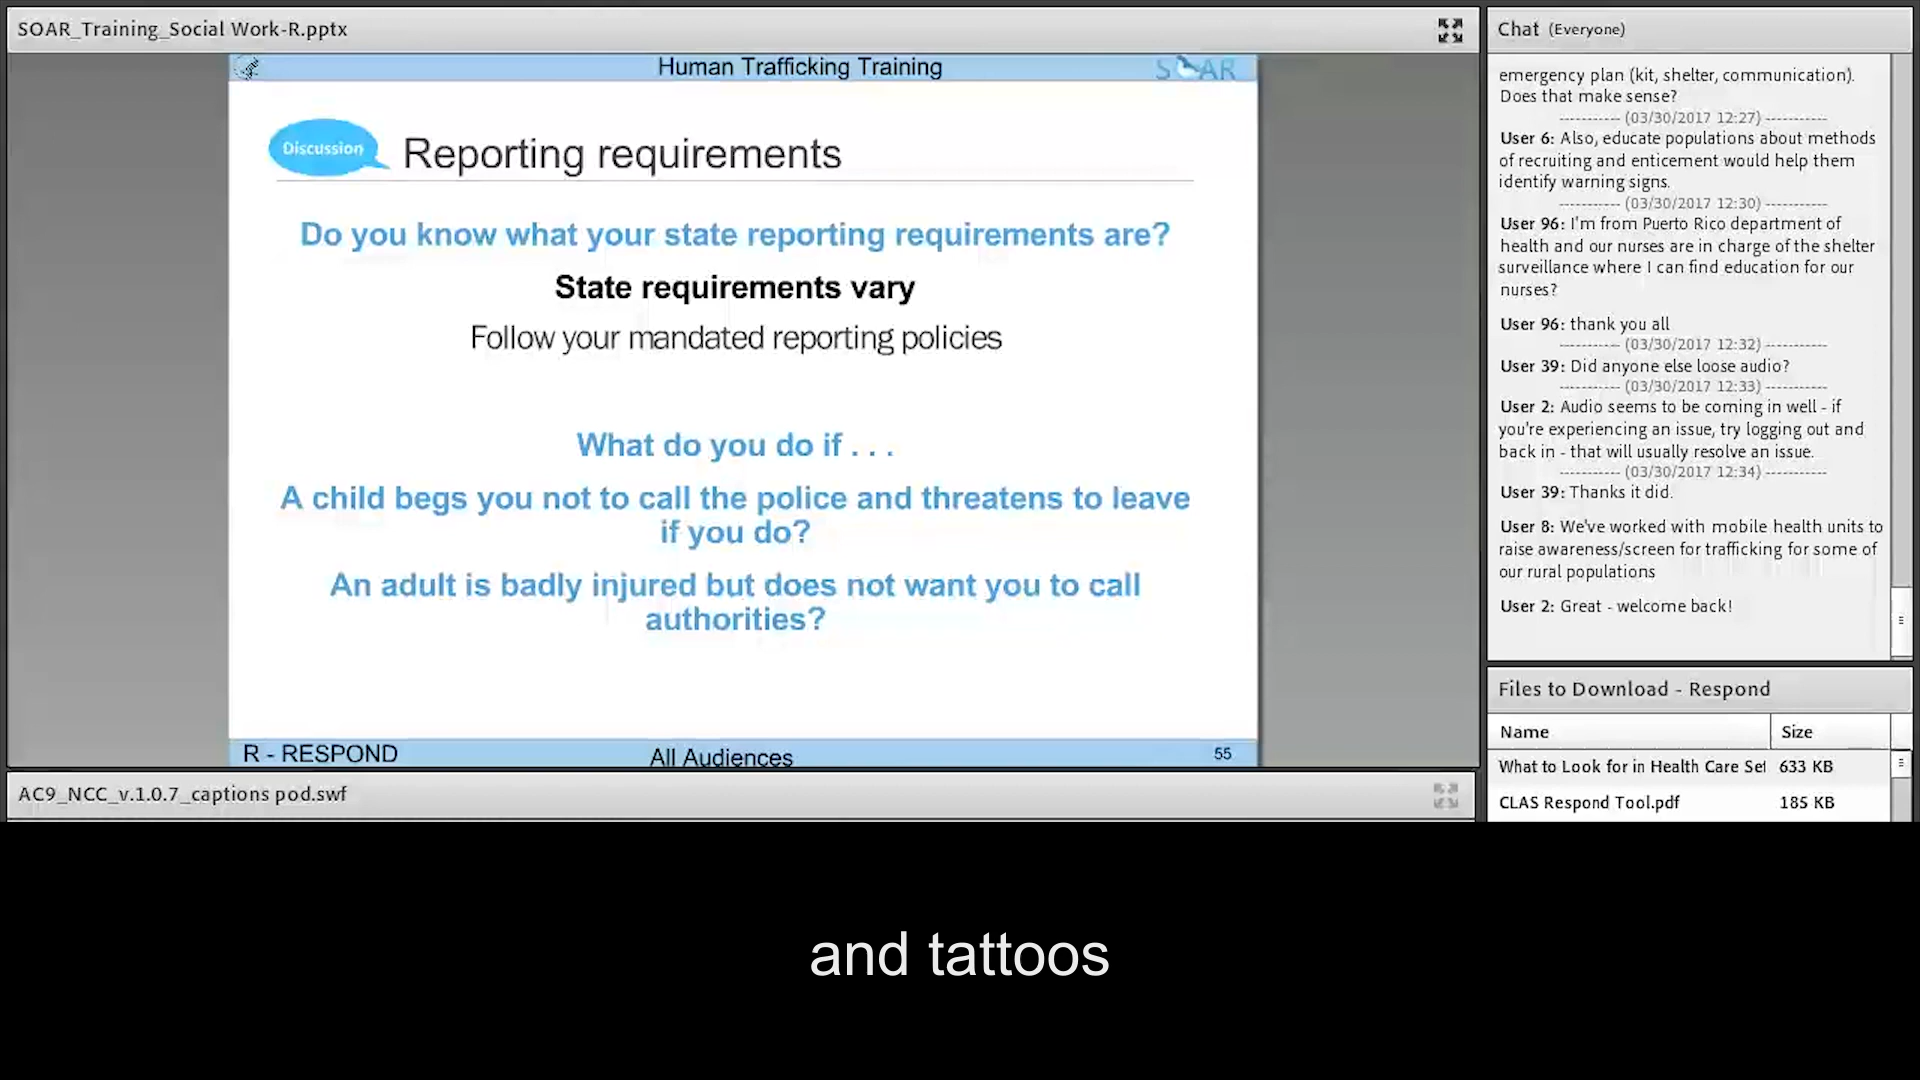 SOAR_Training_Social Work-R.pptx
Human Trafficking Training
SOAR
Discussion
Reporting requirements
Do you know what your state reporting requirements are?
State requirements vary
Follow your mandated reporting policies
What do you do if . . .
A child begs you not to call the police and threatens to leave
if you do?
An adult is badly injured but does not want you to call
authorities?
R - RESPOND
All Audiences
55
AC9_NCC_v.1.0.7_captions pod.swf
and tattoos
Chat (Everyone)
emergency plan (kit, shelter, communication).
Does that make sense?
----------- (03/30/2017 12:27) -----------
User 6: Also, educate populations about methods
of recruiting and enticement would help them
identify warning signs.
----------- (03/30/2017 12:30) -----------
User 96: I'm from Puerto Rico department of
health and our nurses are in charge of the shelter
surveillance where I can find education for our
nurses?
User 96: thank you all
----------- (03/30/2017 12:32) -----------
User 39: Did anyone else loose audio?
----------- (03/30/2017 12:33) -----------
User 2: Audio seems to be coming in well - if
you're experiencing an issue, try logging out and
back in - that will usually resolve an issue.
----------- (03/30/2017 12:34) -----------
User 39: Thanks it did.
User 8: We've worked with mobile health units to
raise awareness/screen for trafficking for some of
our rural populations
User 2: Great - welcome back!
Files to Download - Respond
Name Size
What to Look for in Health Care Set 633 KB
CLAS Respond Tool.pdf 185 KB